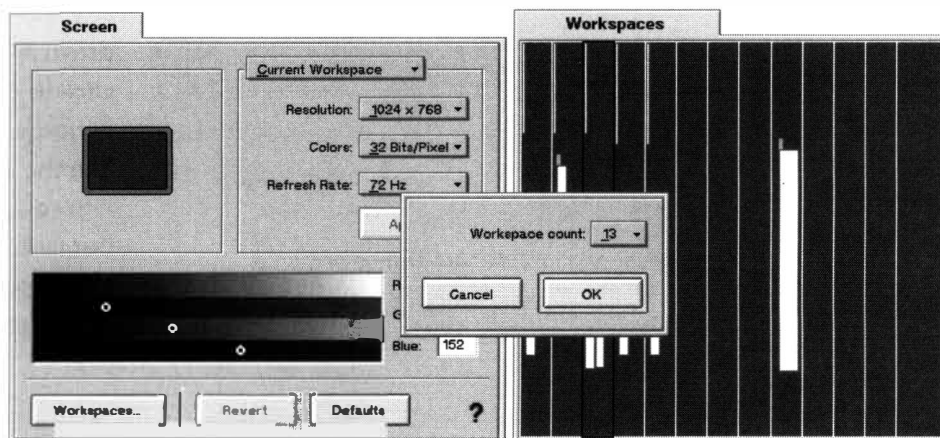 Screen
Current Workspace
Resolution: 1024 x 768
Colors: 32 Bits/Pixel
Refresh Rate: 72 Hz
Blue: 152
Workspaces...
Revert
Defaults
?
Workspaces
Workspace count: 13
Cancel
OK